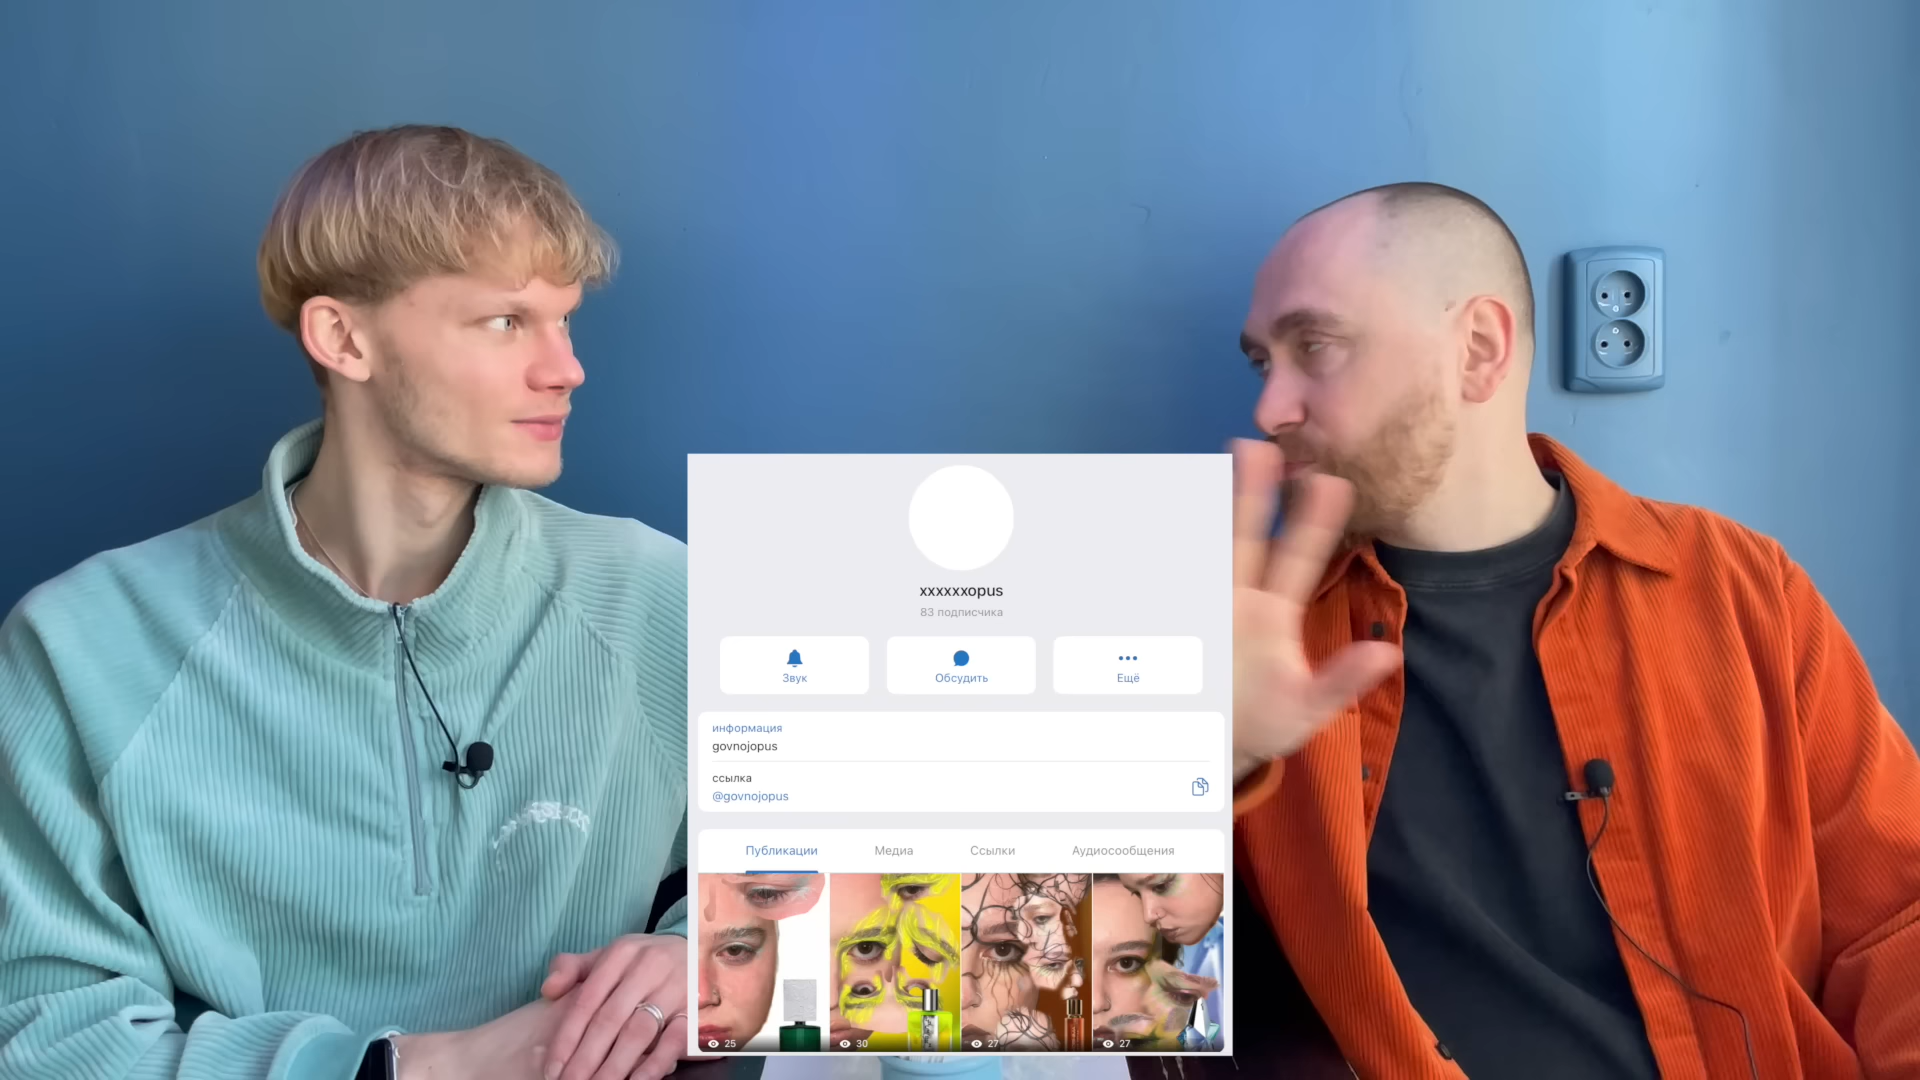 xxxxxxopus
83 подписчика
Звук
Обсудить
Ещё
информация
govnojopus
ссылка
@govnojopus
Публикации
Медиа
Ссылки
Аудиосообщения
25
30
27
27